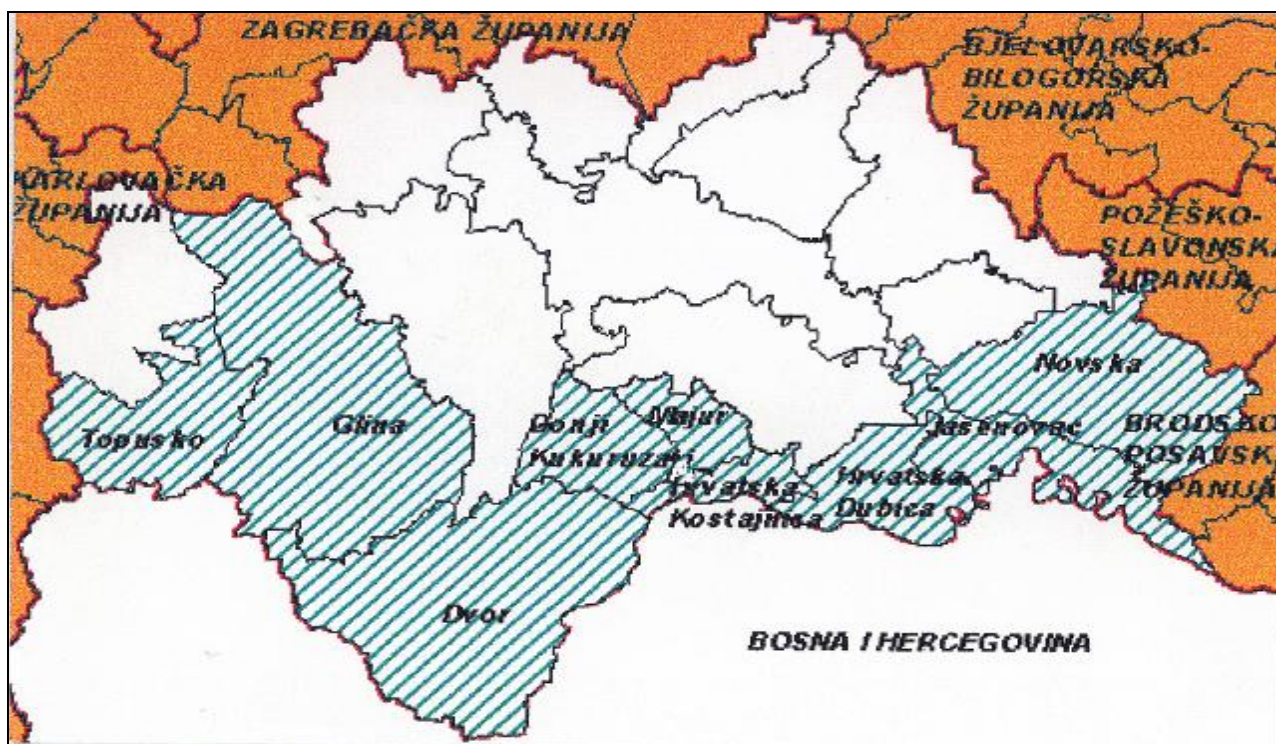 ZAGREBAČKA ŽUPANIJA
BJELOVARSKO-
BILOGORSKA
ŽUPANIJA
KARLOVAČKA
ŽUPANIJA
POŽEŠKO-
SLAVONSKA
ŽUPANIJA
Novska
Topusko
Glina
Donji
Kukuruzari
Majur
Jasenovac
BRODSKO
POSAVSK
ŽUPANIJA
Hrvatska
Kostajnica
Hrvatska
Dubica
Dvor
BOSNA I HERCEGOVINA